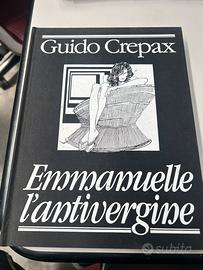 Guido Crepax
Emmanuelle
l'antivergine
subito